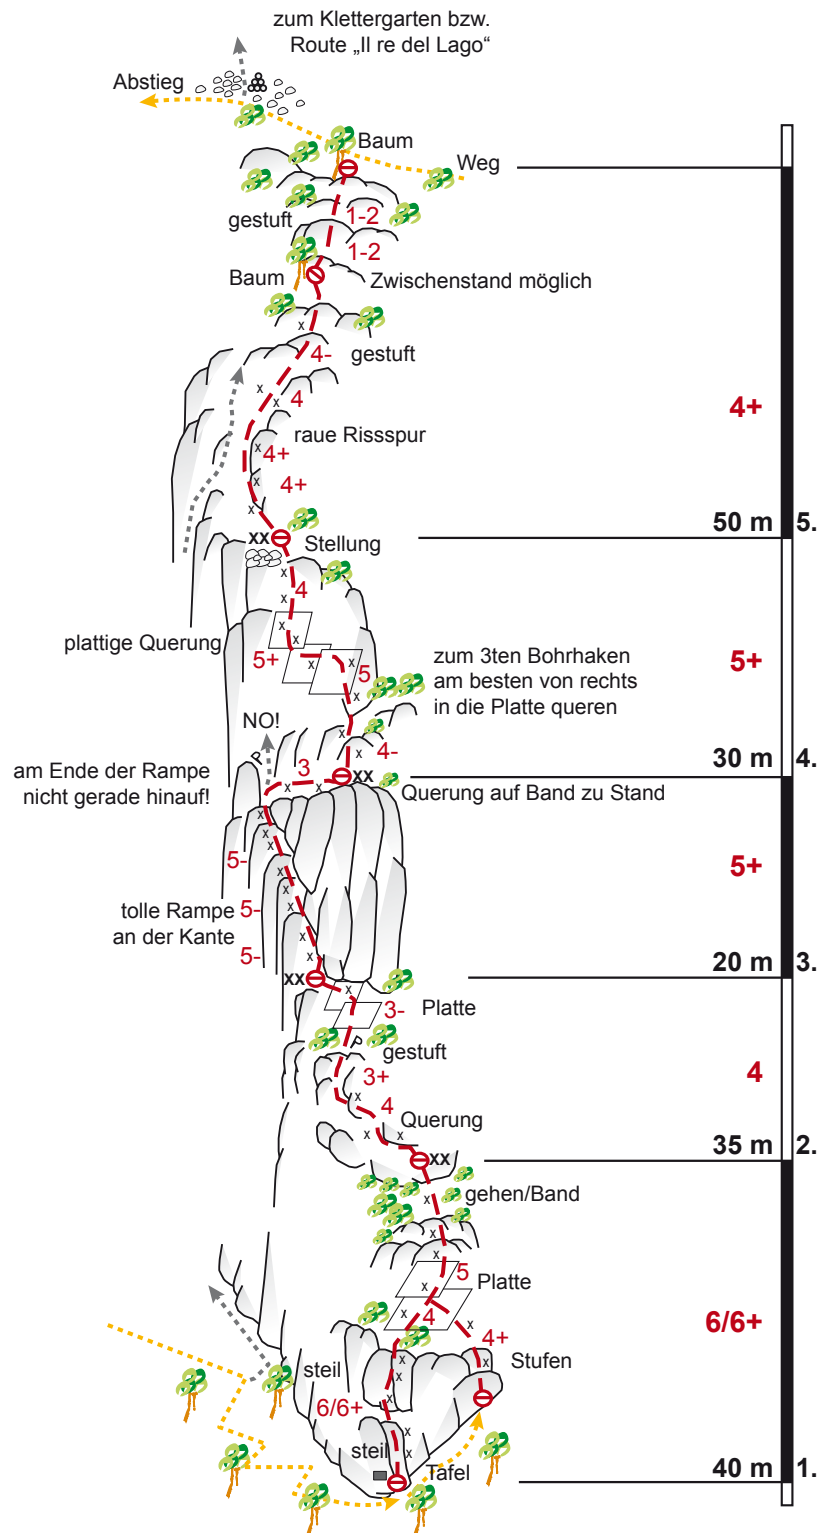 zum Klettergarten bzw.
Route „Il re del Lago“
Abstieg
Baum
Weg
gestuft
1-2
1-2
Baum
Zwischenstand möglich
x
4-
gestuft
x
4
x
raue Rissspur
4+
x
4+
x
x
4+
50 m
5.
xx
Stellung
x
4
x
plattige Querung
x
x
5+
x
x
5
x
zum 3ten Bohrhaken
am besten von rechts
in die Platte queren
5+
NO!
x
x
4-
30 m
4.
am Ende der Rampe
nicht gerade hinauf!
3
x
x
xx
Querung auf Band zu Stand
x
x
x
5-
x
x
x
5+
tolle Rampe
an der Kante
5-
x
5-
x
20 m
3.
xx
x
3-
Platte
gestuft
3+
4
x
4
Querung
x
x
35 m
2.
xx
gehen/Band
x
x
x
5
Platte
x
x
4
x
6/6+
4+
Stufen
x
x
x
steil
6/6+
x
steil
x
x
Tafel
40 m
1.